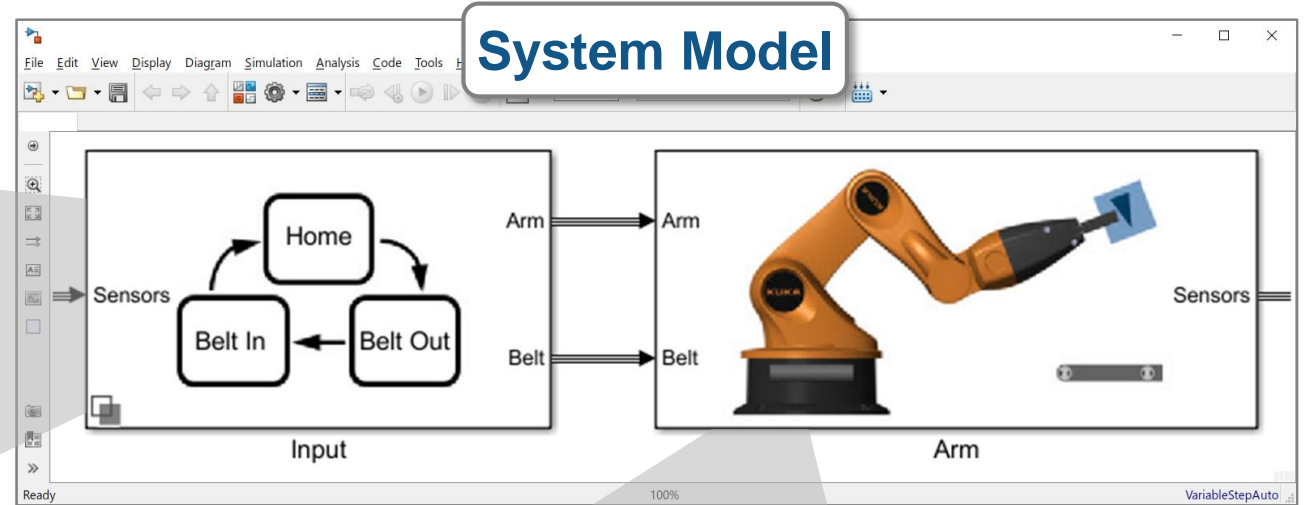 System Model
File Edit View Display Diagram Simulation Analysis Code Tools H
Home
Arm
Arm
Sensors
Sensors
Belt In
Belt Out
Belt
Belt
KUKA
Input
Arm
Ready
100%
VariableStepAuto